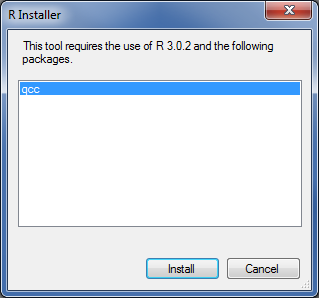 R Installer
This tool requires the use of R 3.0.2 and the following
packages.
qcc
Install
Cancel